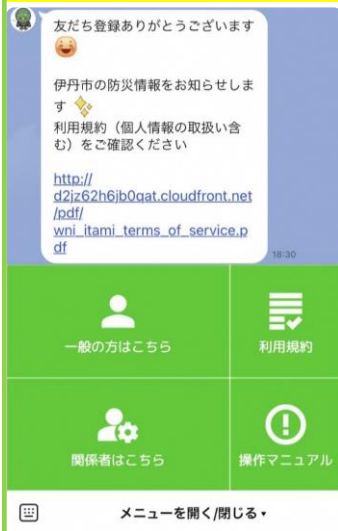 友だち登録ありがとうございます
伊丹市の防災情報をお知らせしま
す
利用規約（個人情報の取扱い含
む）をご確認ください
http://
d2jz62h6jb0qat.cloudfront.net
/pdf/
wni_itami_terms_of_service.p
df
18:30
一般の方はこちら
利用規約
関係者はこちら
操作マニュアル
メニューを開く/閉じる▾